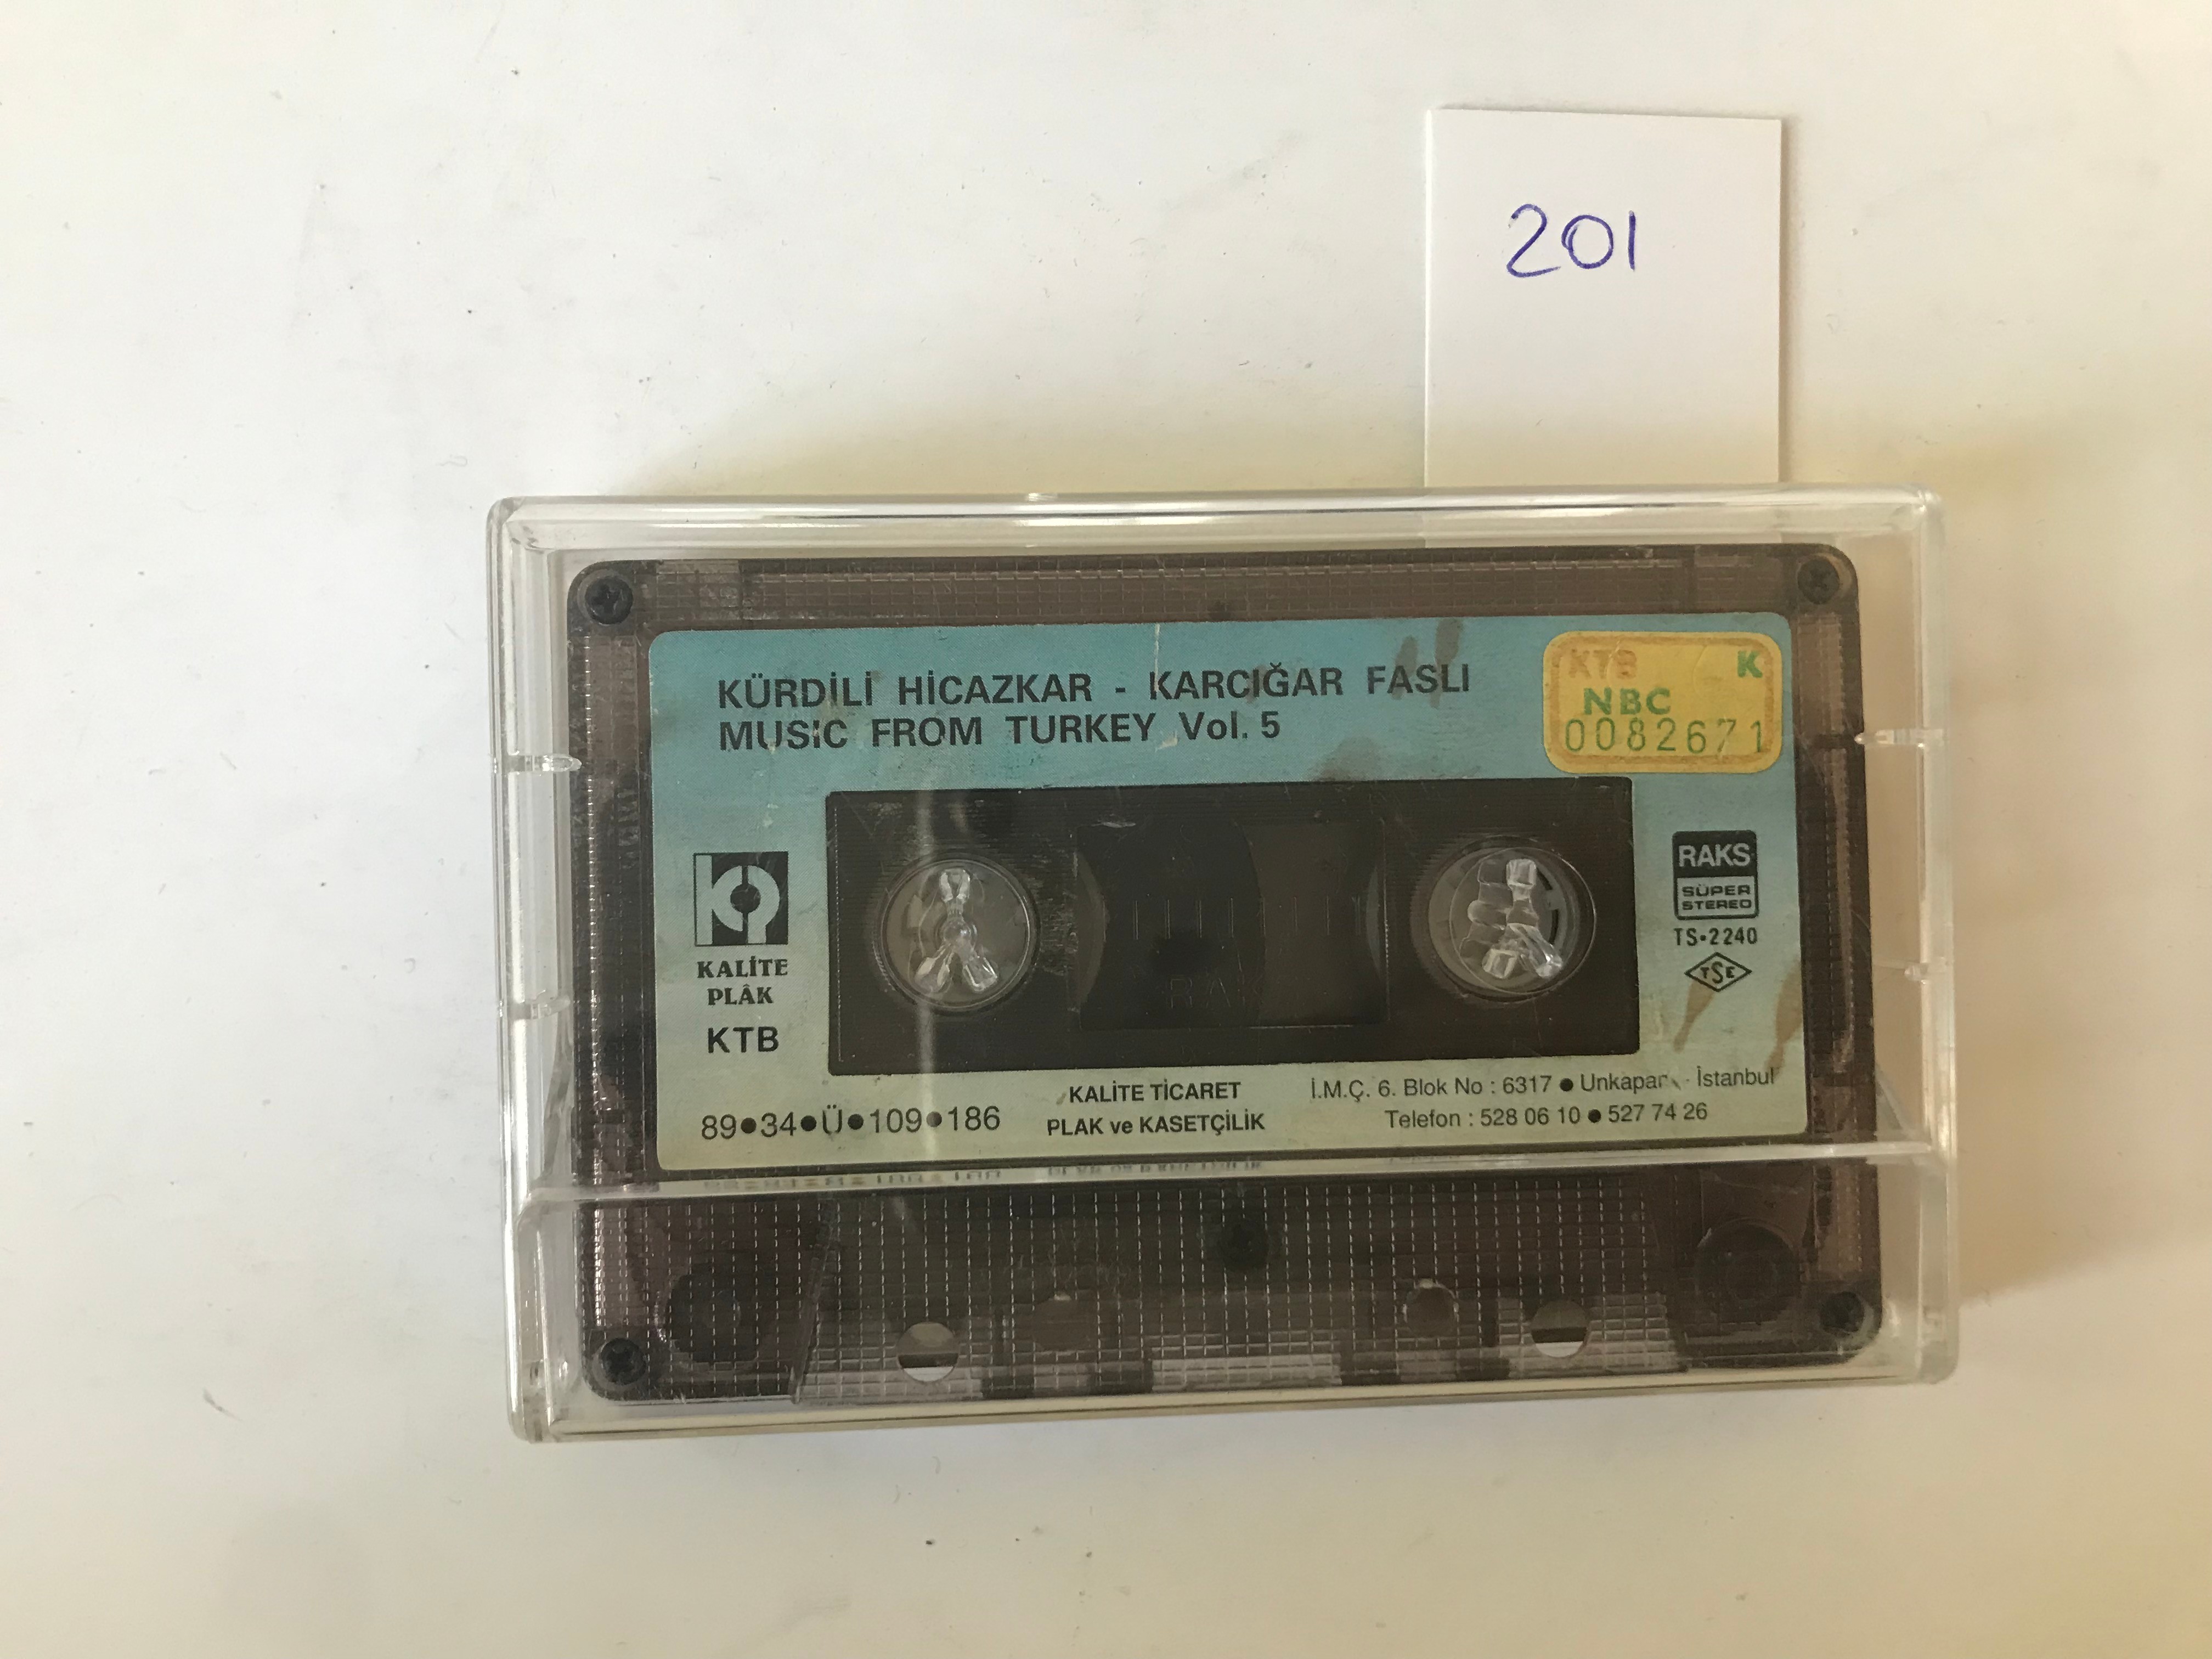 201
KÜRDİLİ HİCAZKAR - KARCIĞAR FASLI
MUSIC FROM TURKEY Vol. 5
KTB K
NBC
0082671
RAKS
SÜPER
STEREO
TS•2240
TSE
KALİTE
PLÂK
KTB
89●34●Ü●109●186
KALİTE TİCARET
PLAK ve KASETÇİLİK
İ.M.Ç. 6. Blok No : 6317 ● - İstanbul
Telefon : 528 06 10 ● 527 74 26